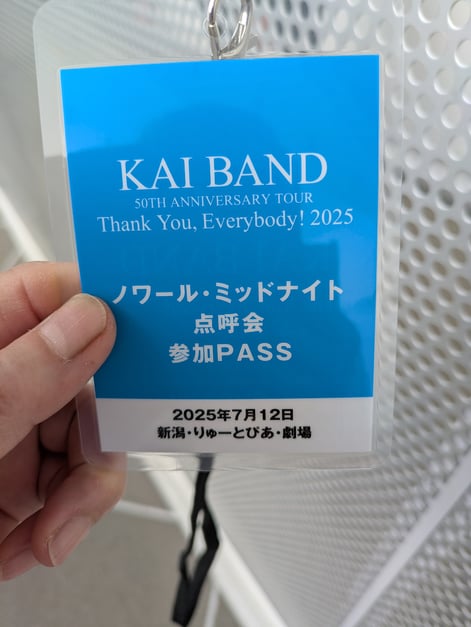 KAI BAND
50TH ANNIVERSARY TOUR
Thank You, Everybody! 2025
ノワール・ミッドナイト
点呼会
参加PASS
2025年7月12日
新潟・りゅーとぴあ・劇場